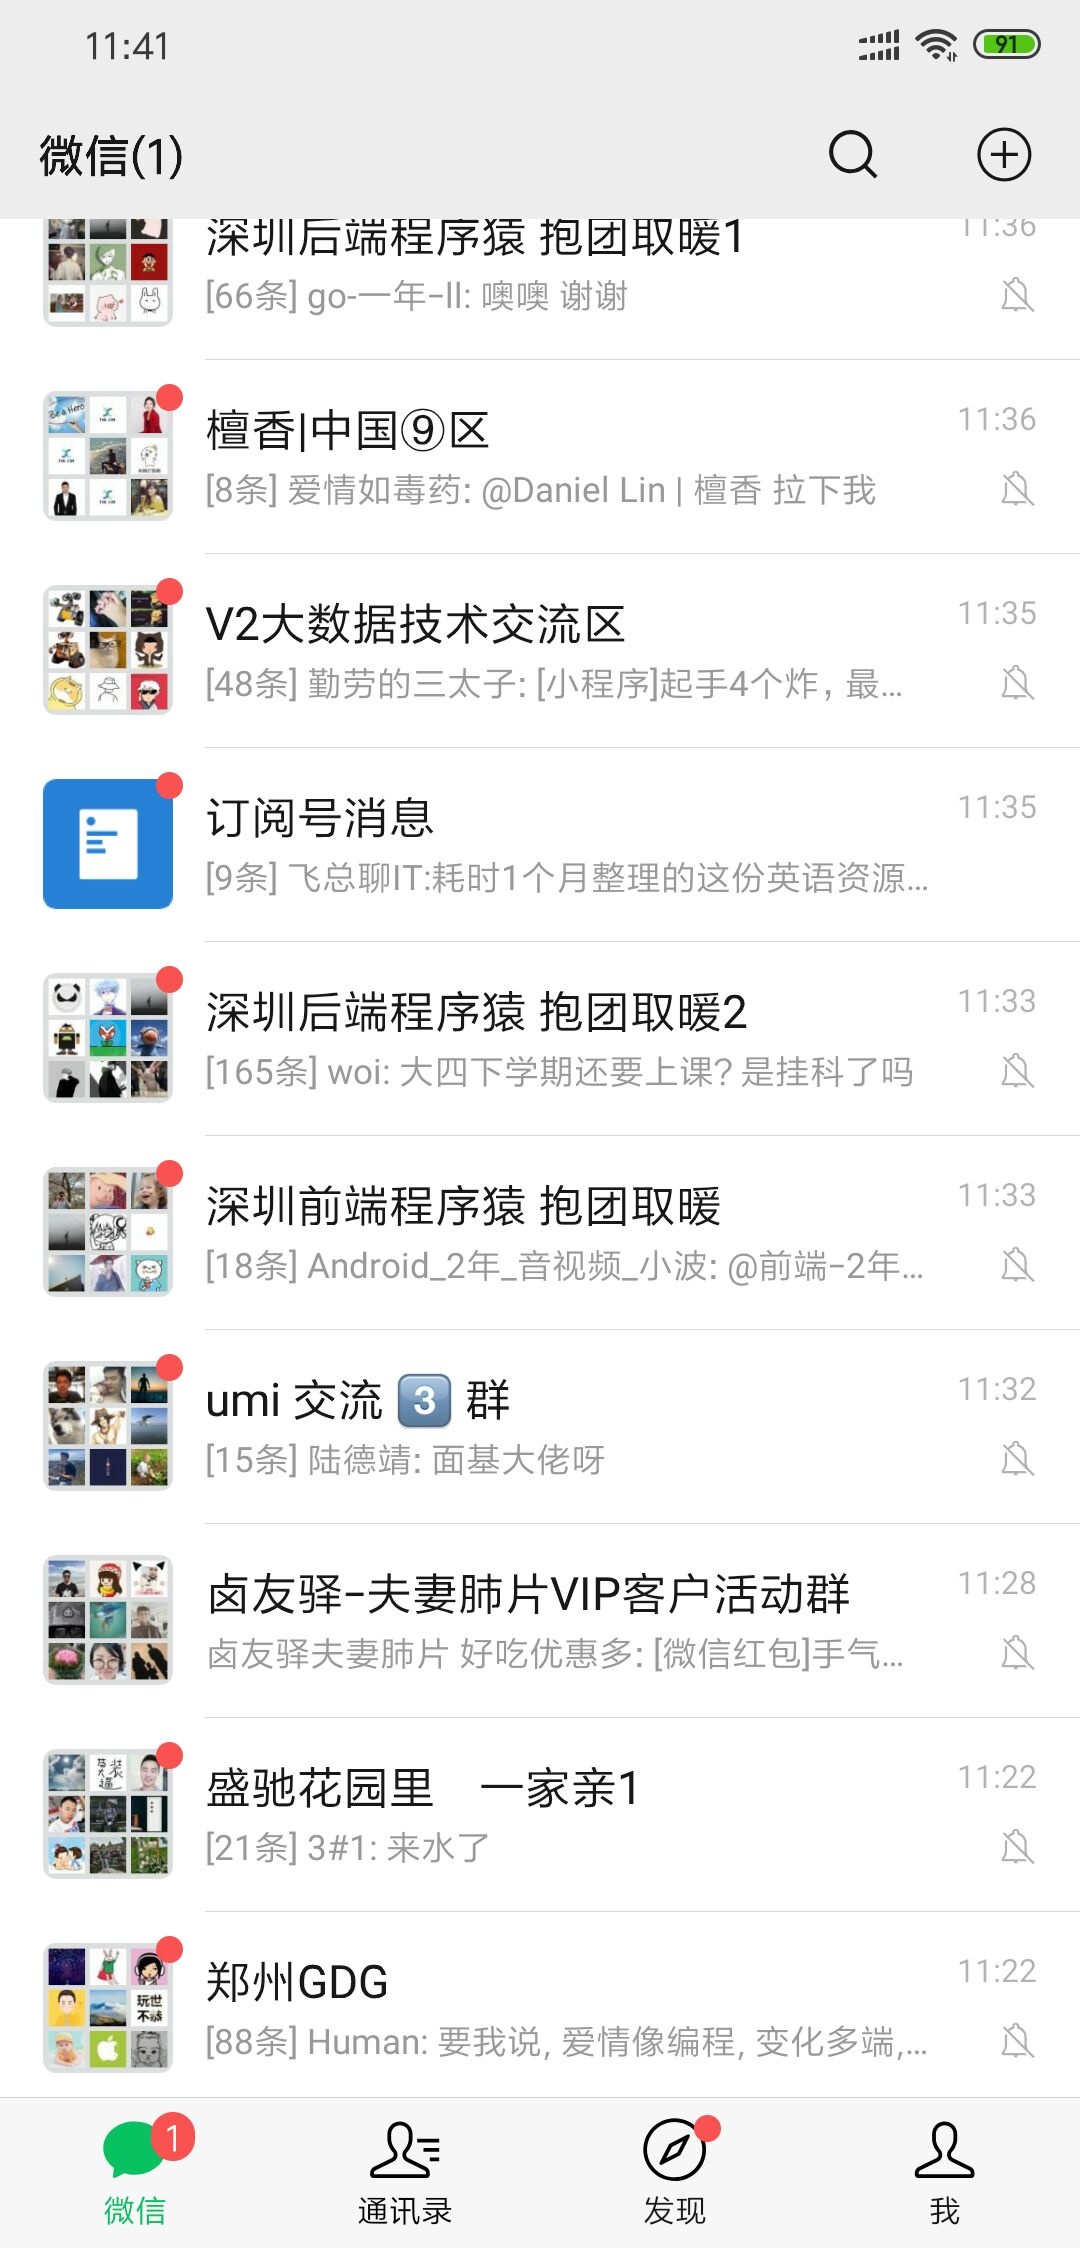 11:41
91
微信(1)
深圳后端程序猿 抱团取暖1
11:36
[66条] go-一年-ll: 噢噢 谢谢
檀香|中国⑨区
11:36
[8条] 爱情如毒药: @Daniel Lin | 檀香 拉下我
V2大数据技术交流区
11:35
[48条] 勤劳的三太子: [小程序]起手4个炸, 最...
订阅号消息
11:35
[9条] 飞总聊IT:耗时1个月整理的这份英语资源...
深圳后端程序猿 抱团取暖2
11:33
[165条] woi: 大四下学期还要上课? 是挂科了吗
深圳前端程序猿 抱团取暖
11:33
[18条] Android_2年_音视频_小波: @前端-2年...
umi 交流 3️⃣ 群
11:32
[15条] 陆德靖: 面基大佬呀
卤友驿-夫妻肺片VIP客户活动群
11:28
卤友驿夫妻肺片 好吃优惠多: [微信红包]手气...
盛驰花园里　一家亲1
11:22
[21条] 3#1: 来水了
郑州GDG
11:22
[88条] Human: 要我说, 爱情像编程, 变化多端,...
1
微信
通讯录
发现
我